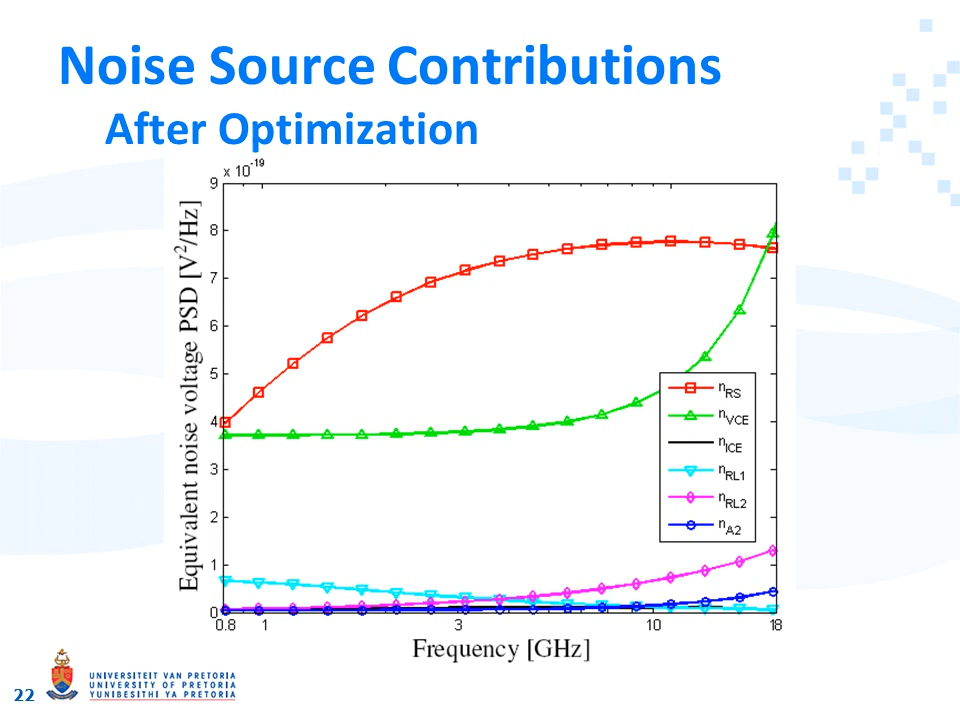 Noise Source Contributions
After Optimization
x 10⁻¹⁹
9
8
7
6
5
4
3
2
1
0
Equivalent noise voltage PSD [V²/Hz]
n_RS
n_VCE
n_ICE
n_RL1
n_RL2
n_A2
0.8 1 3 10 18
Frequency [GHz]
22
UNIVERSITEIT VAN PRETORIA
UNIVERSITY OF PRETORIA
YUNIBESITHI YA PRETORIA